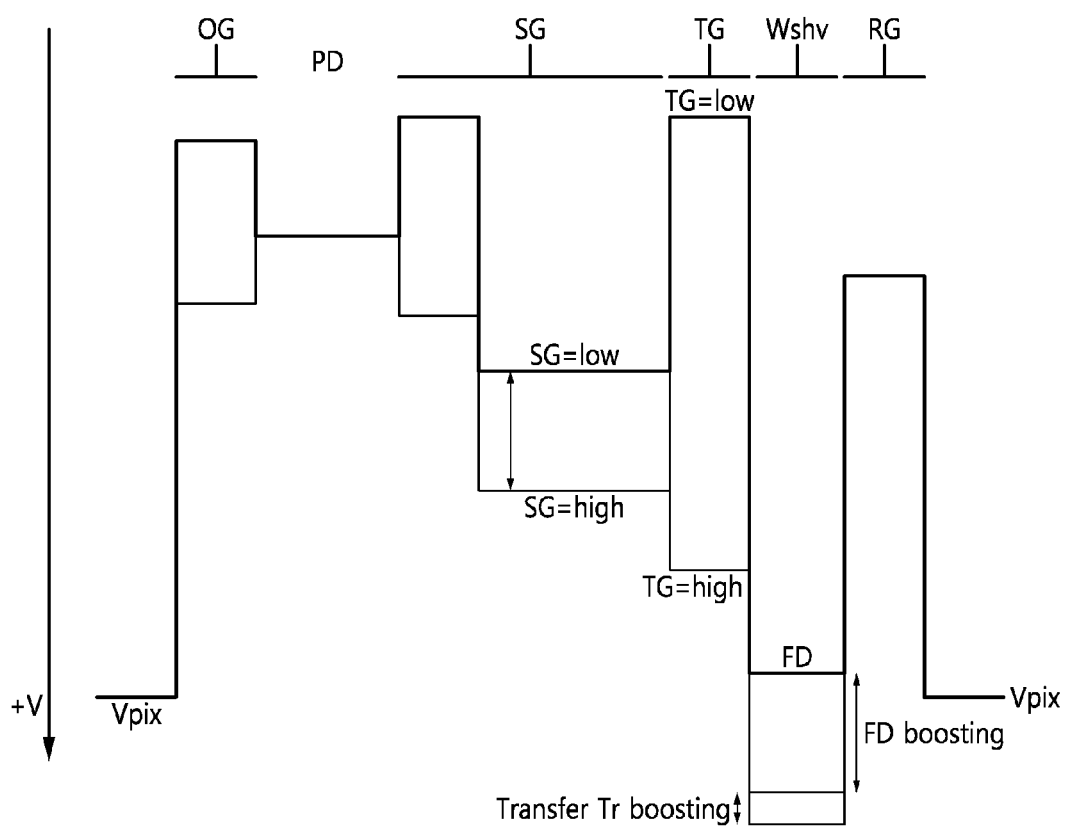 OG
PD
SG
TG
Wshv
RG
TG=low
SG=low
SG=high
TG=high
FD
+V
Vpix
Vpix
FD boosting
Transfer Tr boosting